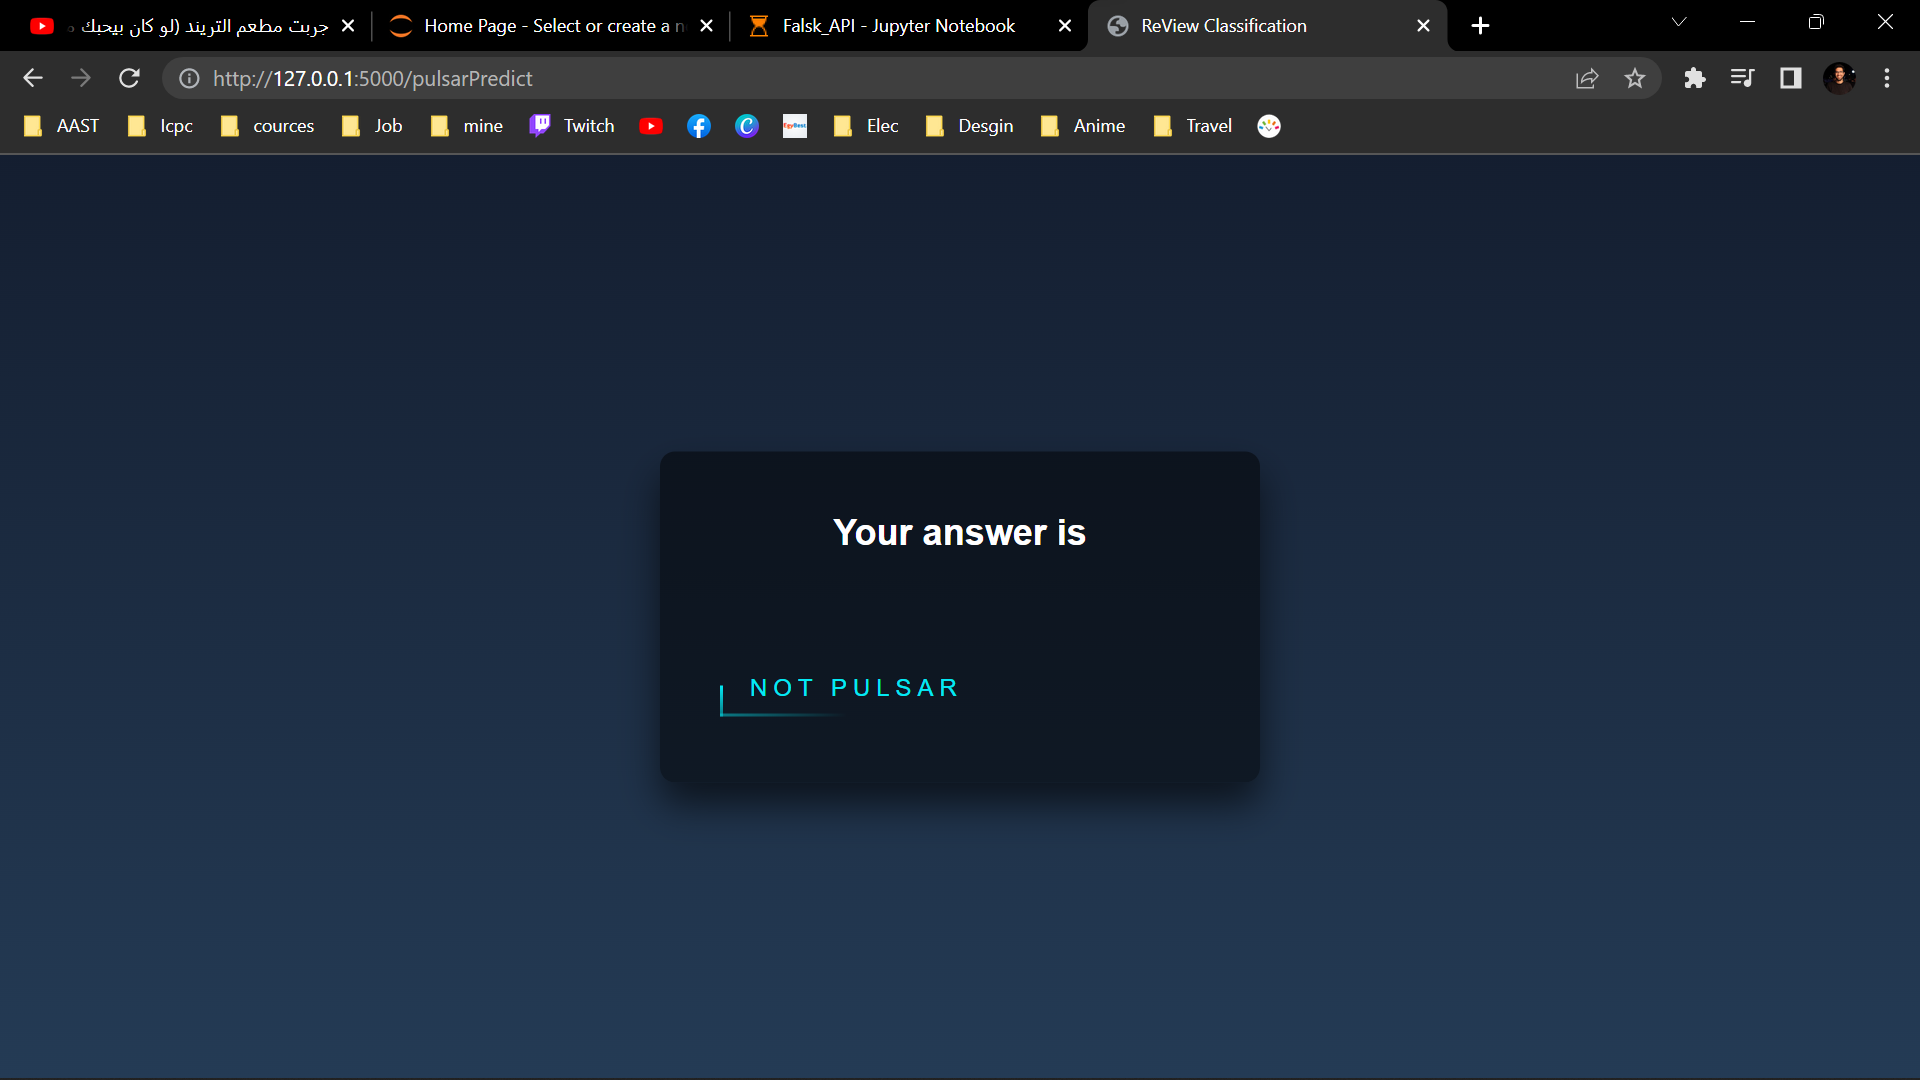 جربت مطعم التريند (لو كان بيحبك
Home Page - Select or create a n
Falsk_API - Jupyter Notebook
ReView Classification
http://127.0.0.1:5000/pulsarPredict
AAST
Icpc
cources
Job
mine
Twitch
EgyBest
Elec
Desgin
Anime
Travel
Your answer is
NOT PULSAR